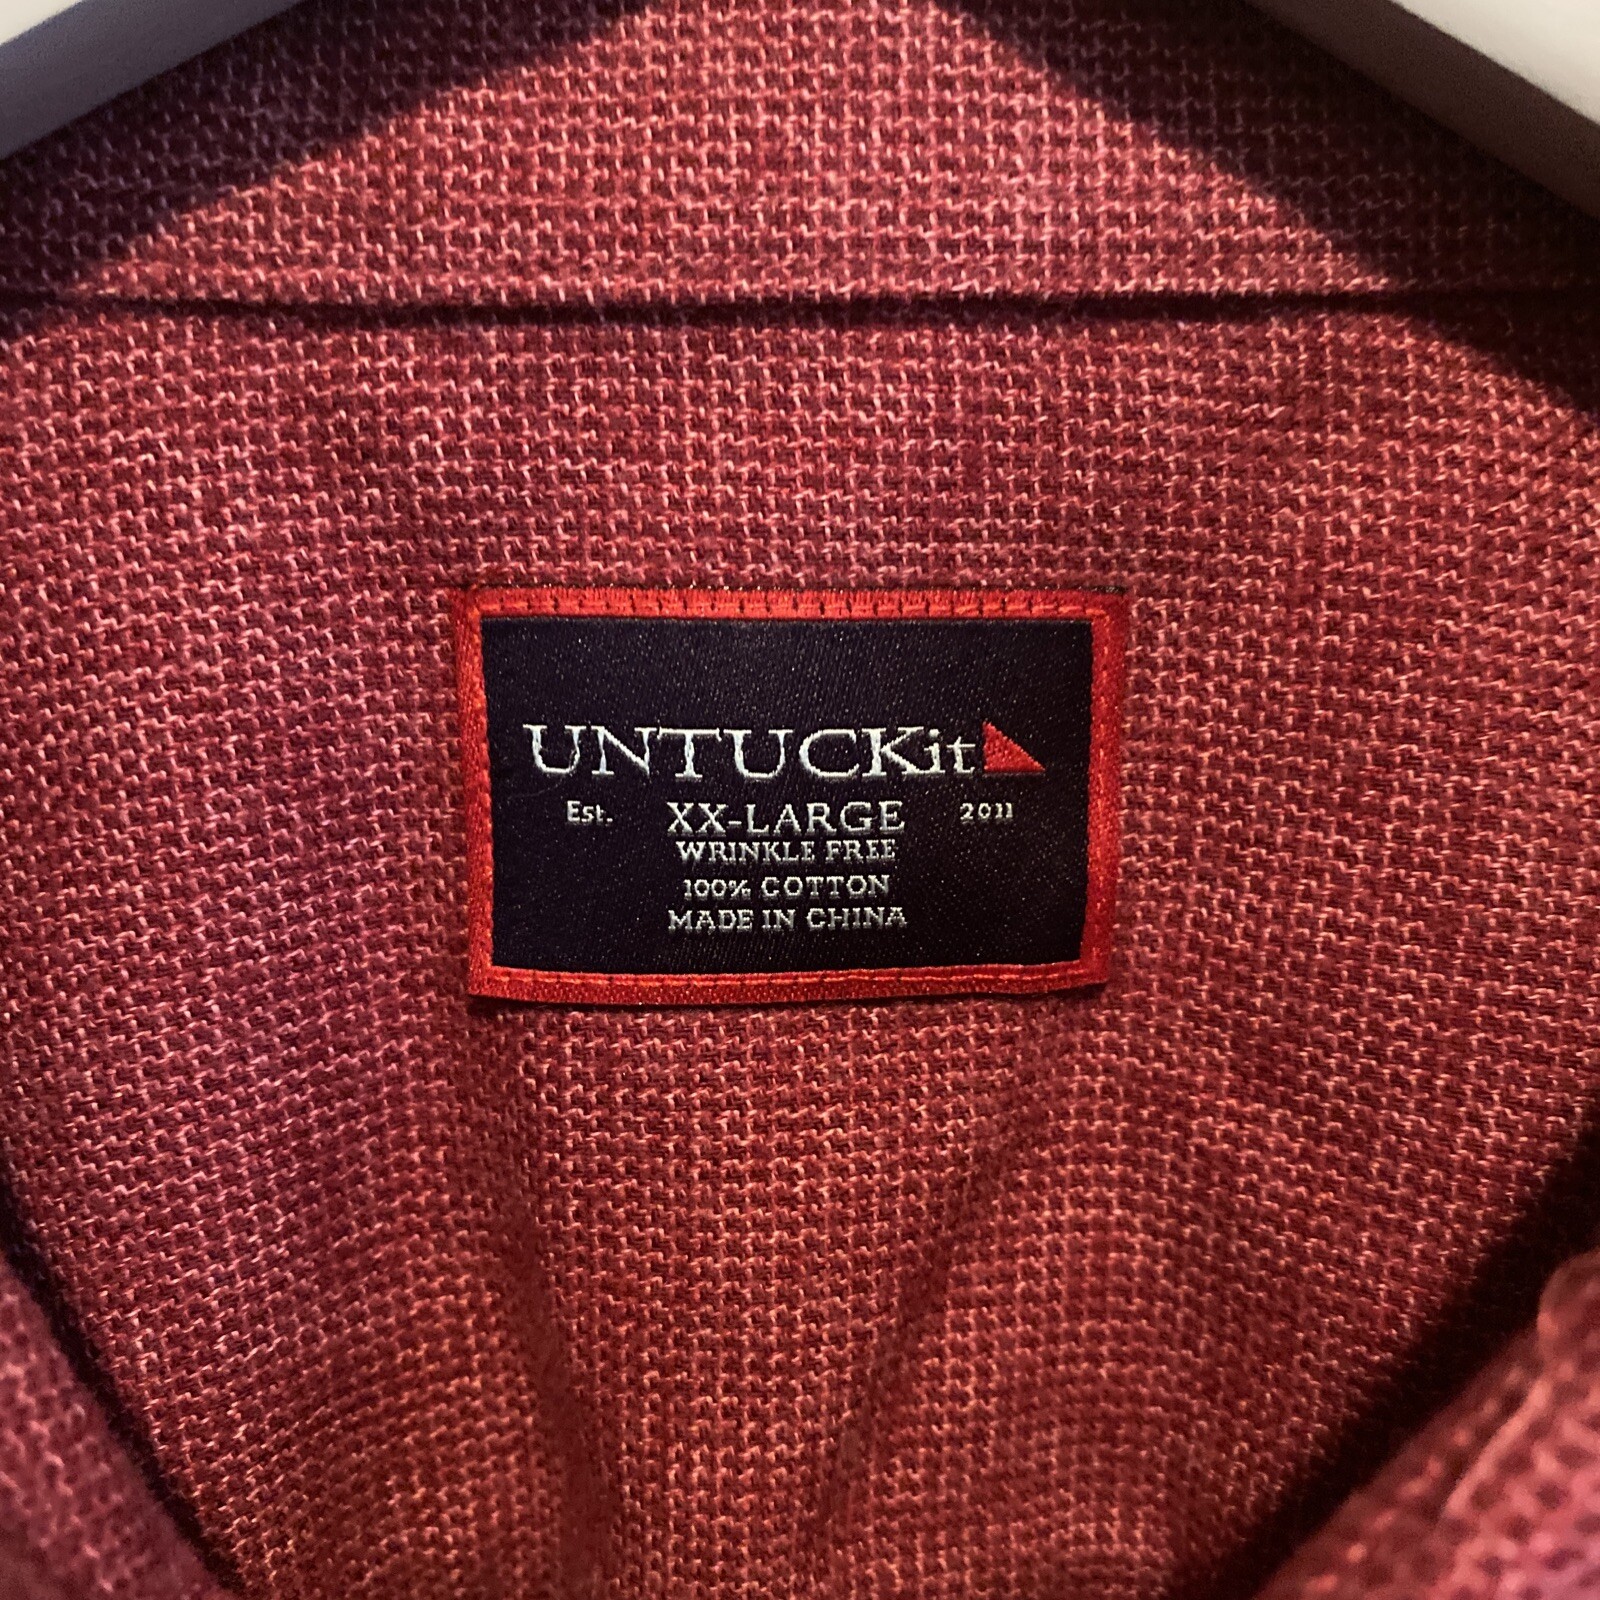 UNTUCKit
Est. XX-LARGE 2011
WRINKLE FREE
100% COTTON
MADE IN CHINA